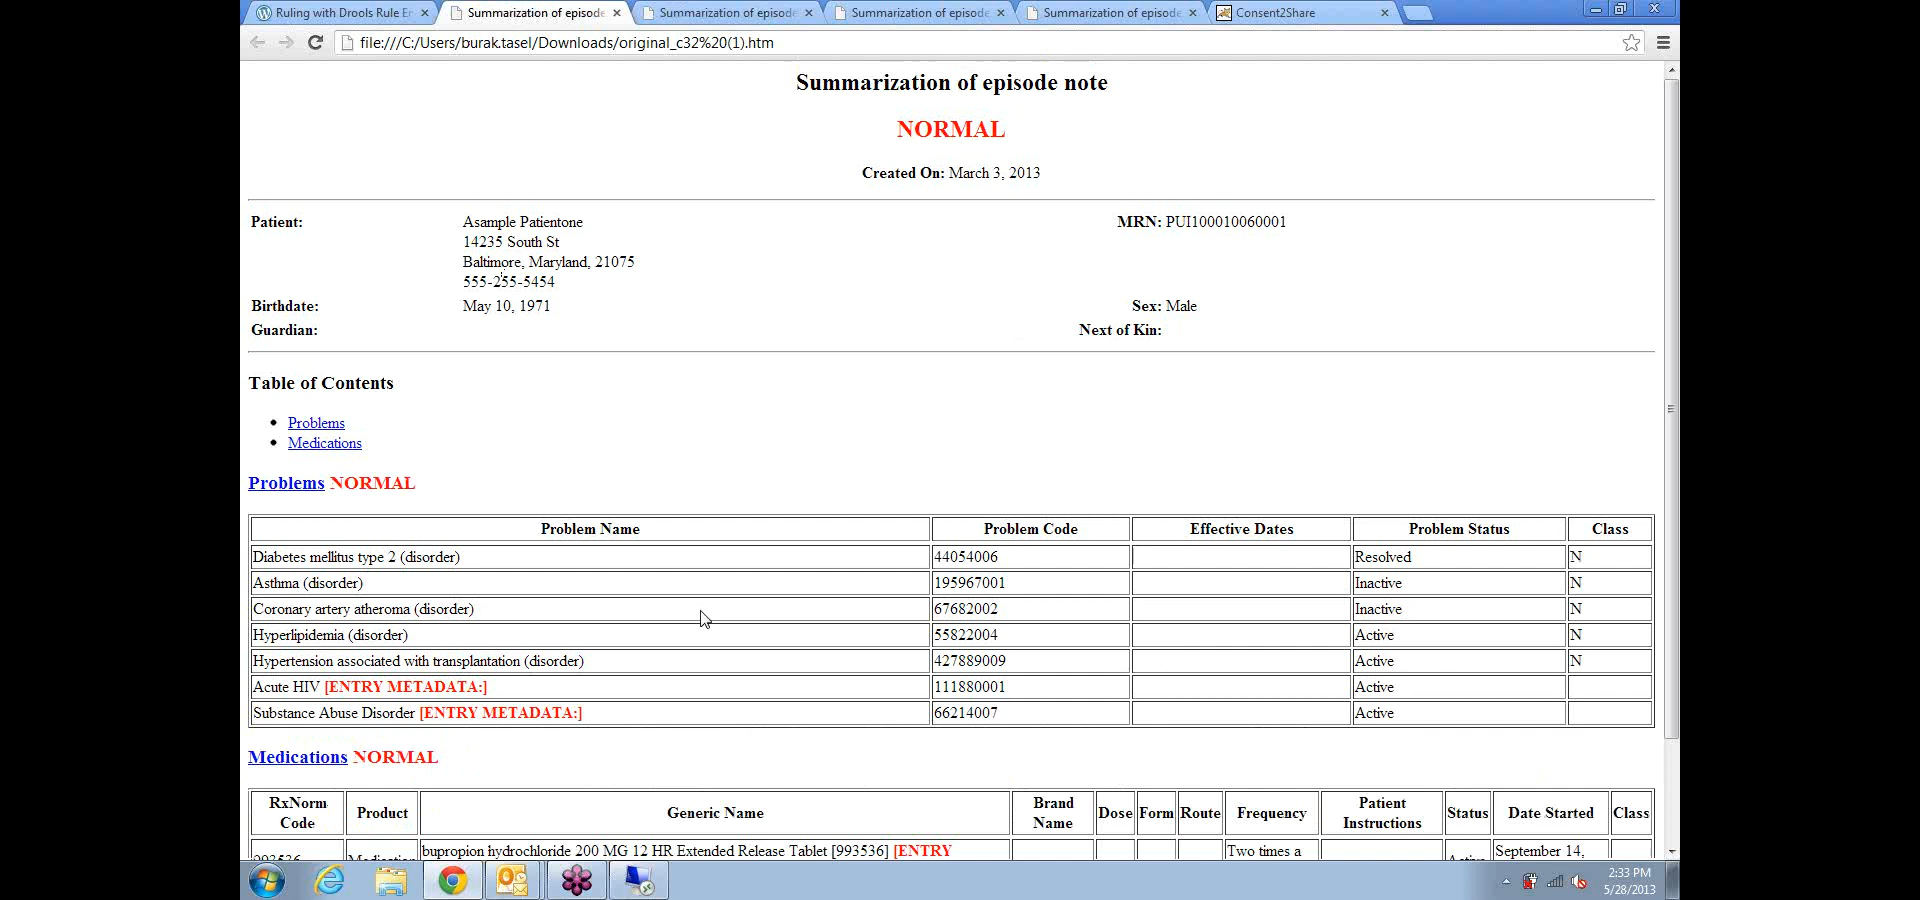 Ruling with Drools Rule E
Summarization of episode
Summarization of episode
Summarization of episode
Summarization of episode
Consent2Share
file:///C:/Users/burak.tasel/Downloads/original_c32%20(1).htm
Summarization of episode note
NORMAL
Created On: March 3, 2013
Patient: Asample Patientone MRN: PUI100010060001
14235 South St
Baltimore, Maryland, 21075
555-255-5454
Birthdate: May 10, 1971 Sex: Male
Guardian: Next of Kin:
Table of Contents
Problems
Medications
Problems NORMAL
Problem Name Problem Code Effective Dates Problem Status Class
Diabetes mellitus type 2 (disorder) 44054006 Resolved N
Asthma (disorder) 195967001 Inactive N
Coronary artery atheroma (disorder) 67682002 Inactive N
Hyperlipidemia (disorder) 55822004 Active N
Hypertension associated with transplantation (disorder) 427889009 Active N
Acute HIV [ENTRY METADATA:] 111880001 Active
Substance Abuse Disorder [ENTRY METADATA:] 66214007 Active
Medications NORMAL
RxNorm Code Product Generic Name Brand Name Dose Form Route Frequency Patient Instructions Status Date Started Class
993536 Medication bupropion hydrochloride 200 MG 12 HR Extended Release Tablet [993536] [ENTRY Two times a Active September 14,
2:33 PM
5/28/2013